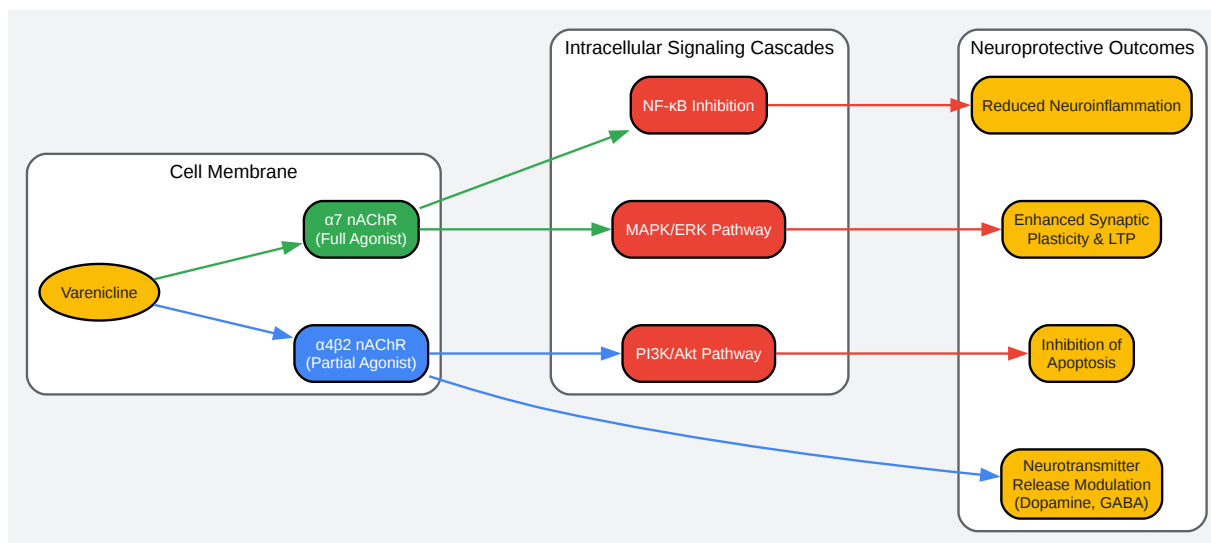 Cell Membrane
Varenicline
α7 nAChR
(Full Agonist)
α4β2 nAChR
(Partial Agonist)
Intracellular Signaling Cascades
NF-κB Inhibition
MAPK/ERK Pathway
PI3K/Akt Pathway
Neuroprotective Outcomes
Reduced Neuroinflammation
Enhanced Synaptic
Plasticity & LTP
Inhibition of
Apoptosis
Neurotransmitter
Release Modulation
(Dopamine, GABA)